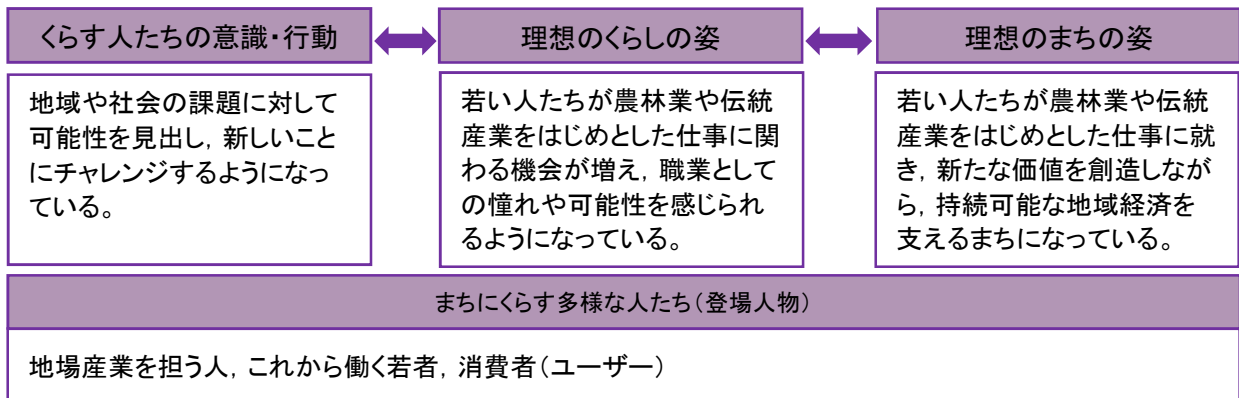 くらす人たちの意識・行動
理想のくらしの姿
理想のまちの姿
地域や社会の課題に対して
可能性を見出し，新しいこと
にチャレンジするようになっ
ている。
若い人たちが農林業や伝統
産業をはじめとした仕事に関
わる機会が増え，職業として
の憧れや可能性を感じられ
るようになっている。
若い人たちが農林業や伝統
産業をはじめとした仕事に就
き，新たな価値を創造しなが
ら，持続可能な地域経済を
支えるまちになっている。
まちにくらす多様な人たち（登場人物）
地場産業を担う人，これから働く若者，消費者（ユーザー）